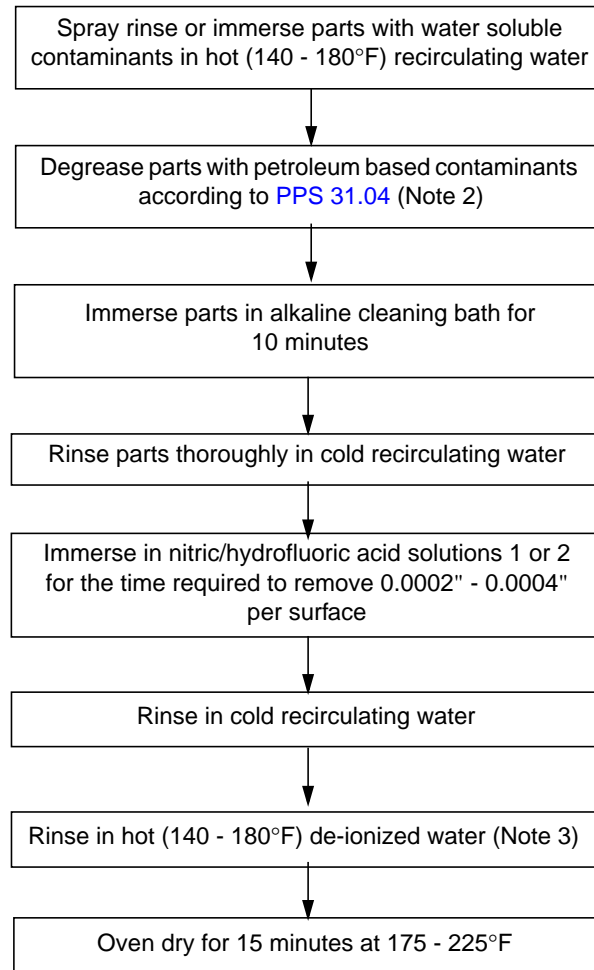 Spray rinse or immerse parts with water soluble
contaminants in hot (140 - 180°F) recirculating water
Degrease parts with petroleum based contaminants
according to PPS 31.04 (Note 2)
Immerse parts in alkaline cleaning bath for
10 minutes
Rinse parts thoroughly in cold recirculating water
Immerse in nitric/hydrofluoric acid solutions 1 or 2
for the time required to remove 0.0002" - 0.0004"
per surface
Rinse in cold recirculating water
Rinse in hot (140 - 180°F) de-ionized water (Note 3)
Oven dry for 15 minutes at 175 - 225°F